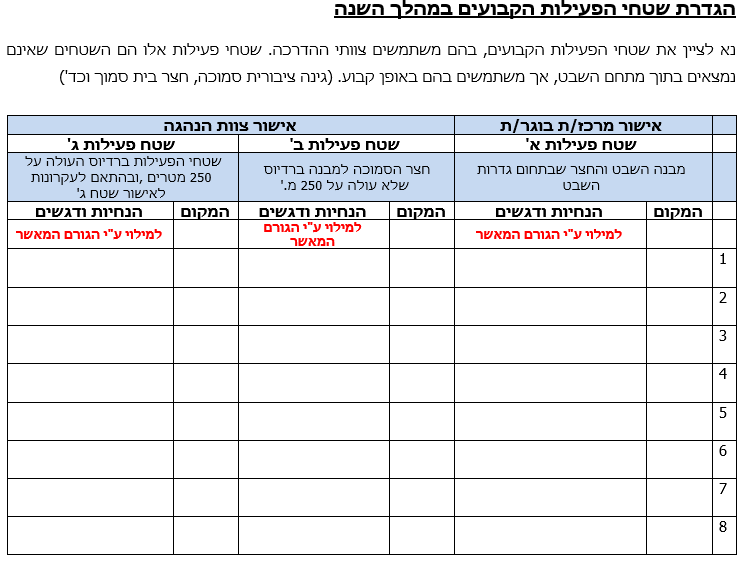 הגדרת שטחי הפעילות הקבועים במהלך השנה
נא לציין את שטחי הפעילות הקבועים, בהם משתמשים צוותי ההדרכה. שטחי פעילות אלו הם השטחים שאינם
נמצאים בתוך מתחם השבט, אך משתמשים בהם באופן קבוע. (גינה ציבורית סמוכה, חצר בית סמוך וכד')
אישור מרכז/ת בוגר/ת אישור צוות הנהגה
שטח פעילות א' שטח פעילות ב' שטח פעילות ג'
מבנה השבט והחצר שבתחום גדרות
השבט
חצר הסמוכה למבנה ברדיוס
שלא עולה על 250 מ.'
שטחי הפעילות ברדיוס העולה על
250 מטרים ,ובהתאם לעקרונות
לאישור שטח ג'
המקום הנחיות ודגשים המקום הנחיות ודגשים המקום הנחיות ודגשים
למילוי ע"י הגורם המאשר
למילוי ע"י הגורם
המאשר
למילוי ע"י הגורם המאשר
1
2
3
4
5
6
7
8